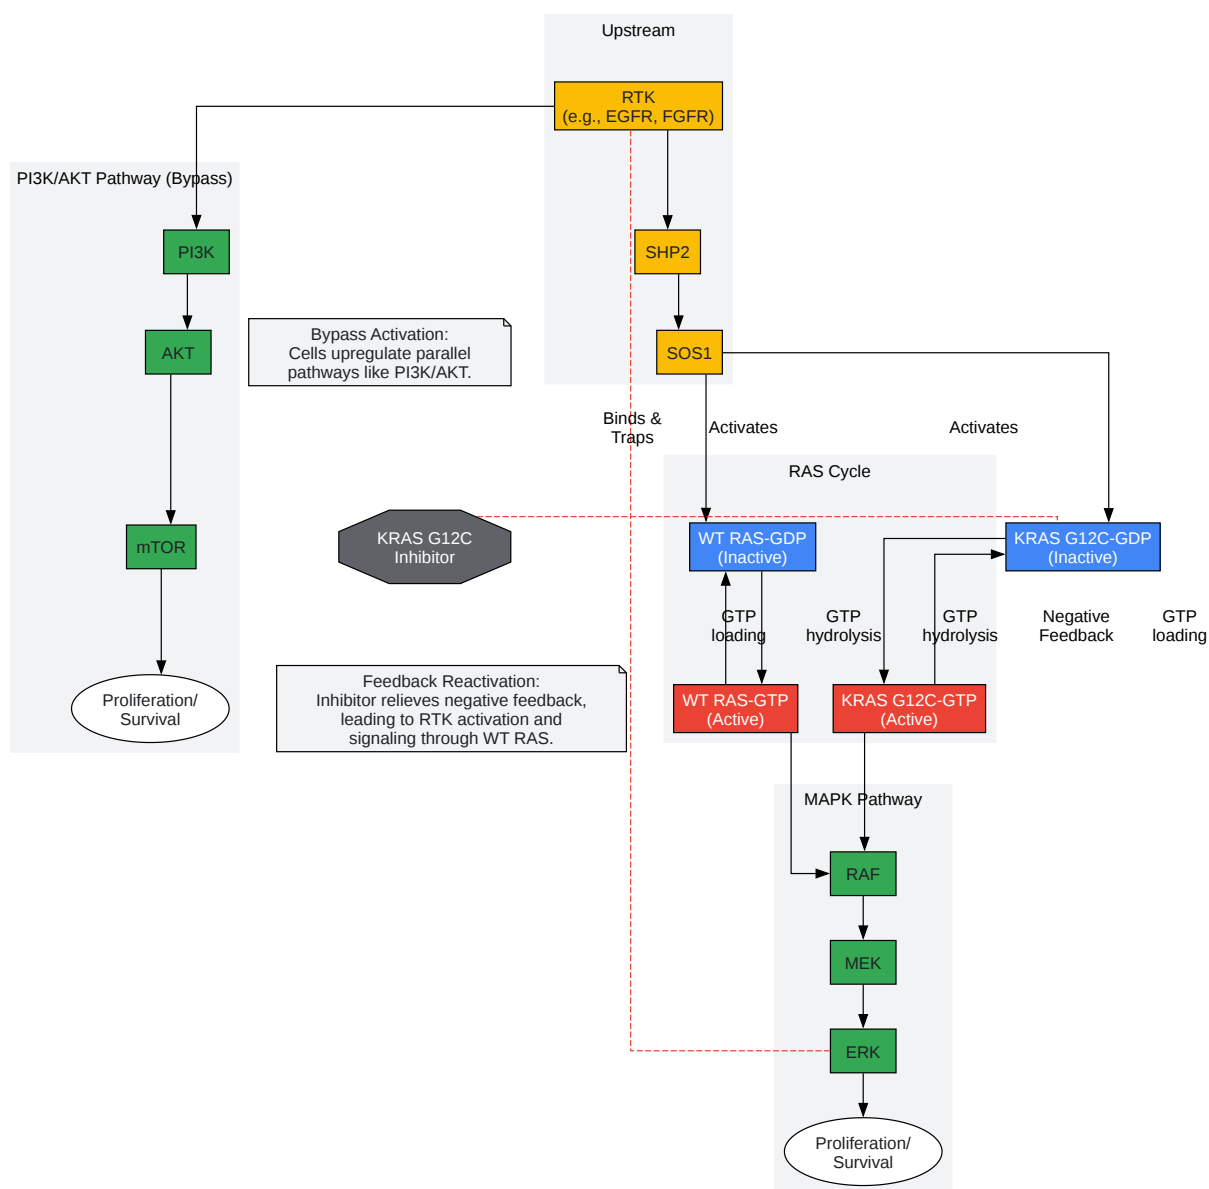 Upstream
RTK
(e.g., EGFR, FGFR)
PI3K/AKT Pathway (Bypass)
PI3K
SHP2
Bypass Activation:
Cells upregulate parallel
pathways like PI3K/AKT.
AKT
SOS1
Binds &
Traps
Activates
Activates
RAS Cycle
KRAS G12C
Inhibitor
mTOR
WT RAS-GDP
(Inactive)
KRAS G12C-GDP
(Inactive)
GTP
loading
GTP
hydrolysis
GTP
hydrolysis
Negative
Feedback
GTP
loading
Proliferation/
Survival
Feedback Reactivation:
Inhibitor relieves negative feedback,
leading to RTK activation and
signaling through WT RAS.
WT RAS-GTP
(Active)
KRAS G12C-GTP
(Active)
MAPK Pathway
RAF
MEK
ERK
Proliferation/
Survival